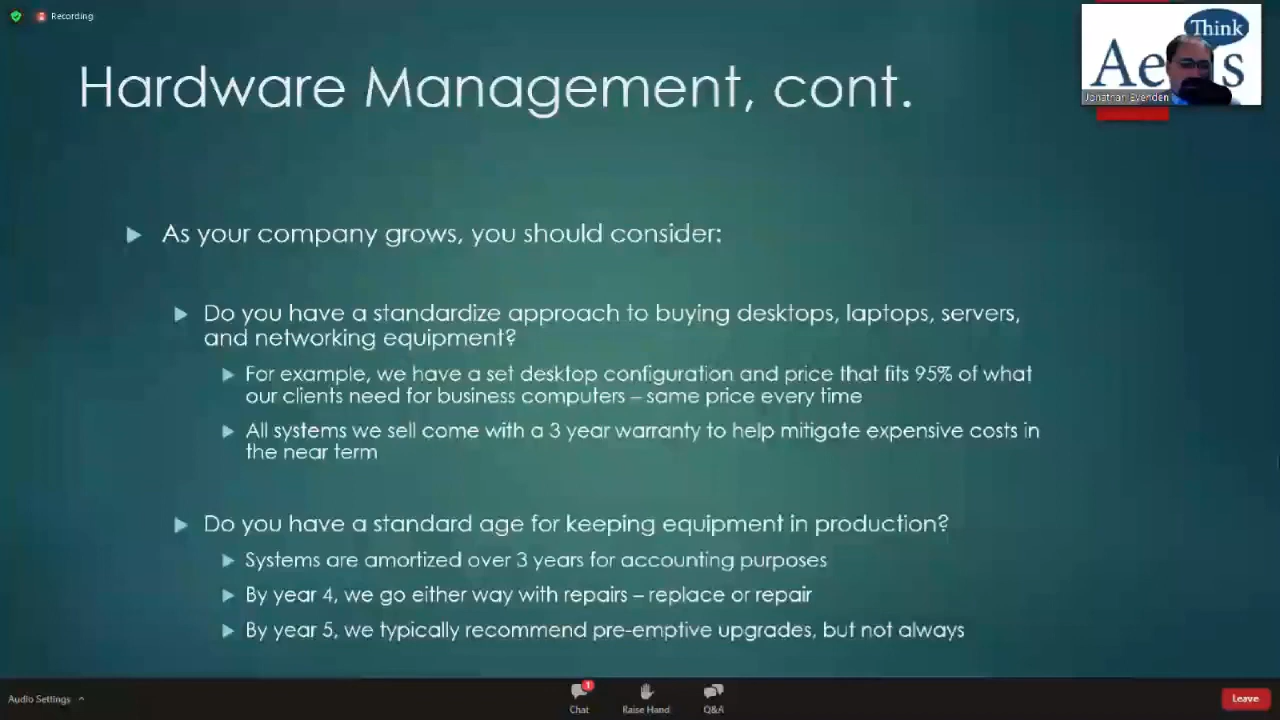 Recording
Think
Hardware Management, cont.
Jonathan Evenden
As your company grows, you should consider:
Do you have a standardize approach to buying desktops, laptops, servers,
and networking equipment?
For example, we have a set desktop configuration and price that fits 95% of what
our clients need for business computers – same price every time
All systems we sell come with a 3 year warranty to help mitigate expensive costs in
the near term
Do you have a standard age for keeping equipment in production?
Systems are amortized over 3 years for accounting purposes
By year 4, we go either way with repairs – replace or repair
By year 5, we typically recommend pre-emptive upgrades, but not always
Audio Settings
1
Chat
Raise Hand
Q&A
Leave